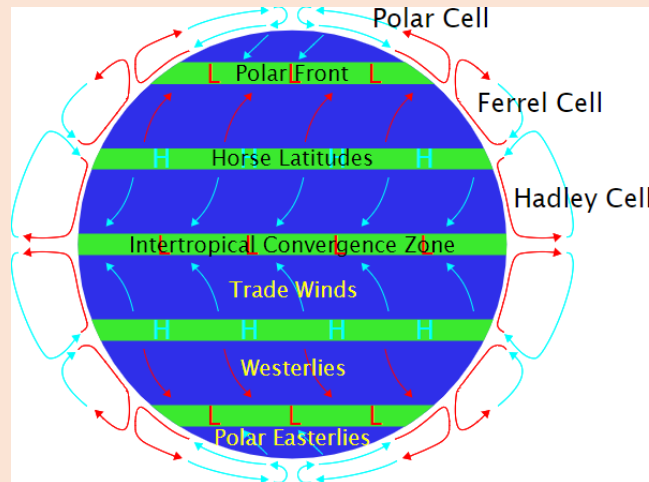 Polar Cell
L Polar Front L L
Ferrel Cell
H Horse Latitudes H H H
Hadley Cell
Intertropical Convergence Zone
L L L L
Trade Winds
H H H H
Westerlies
L L L
Polar Easterlies